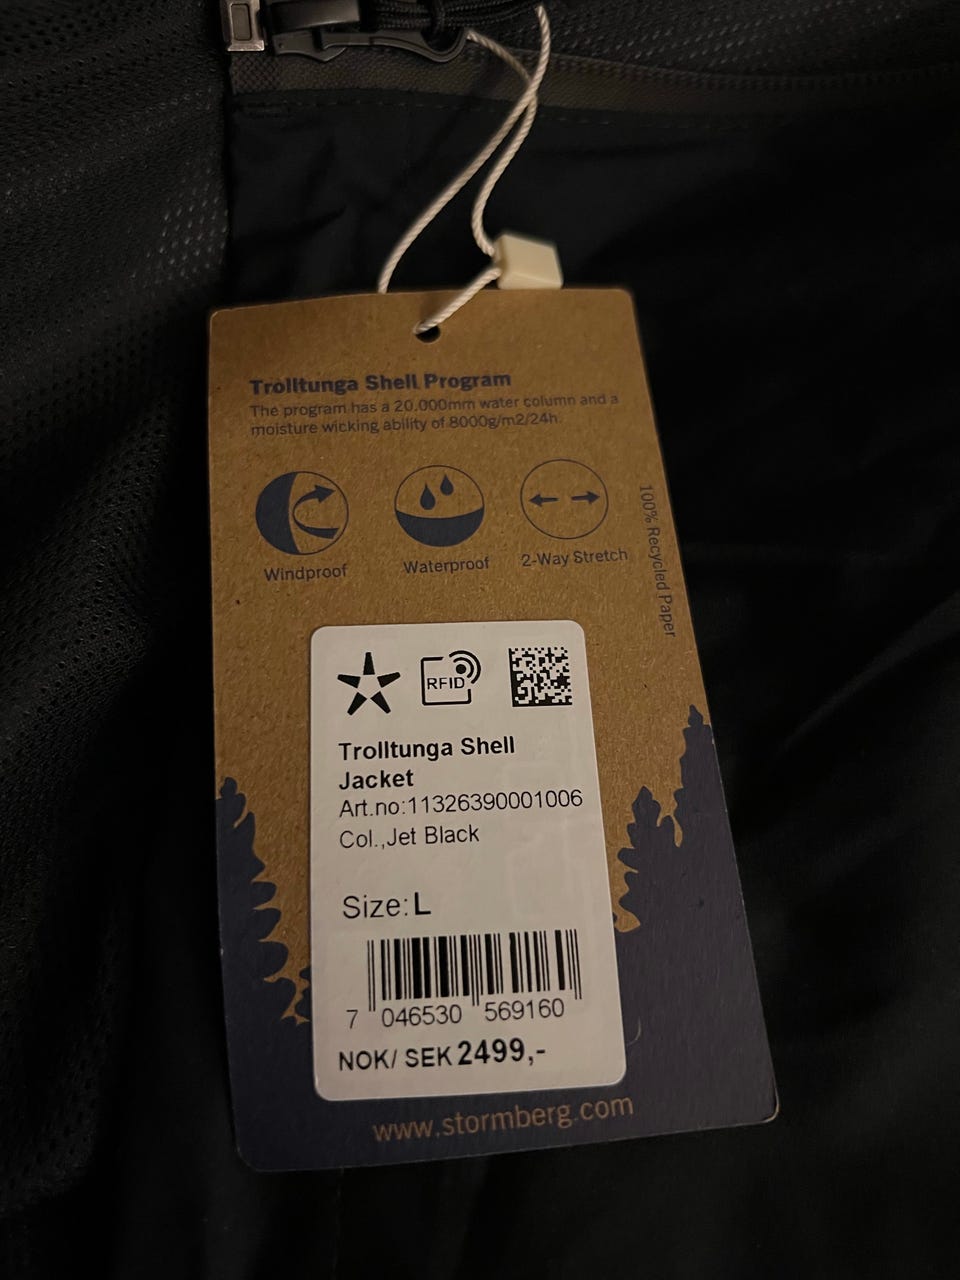 Trolltunga Shell Program
The program has a 20.000mm water column and a
moisture wicking ability of 8000g/m2/24h.
Windproof
Waterproof
2-Way Stretch
100% Recycled Paper
RFID
Trolltunga Shell
Jacket
Art.no:11326390001006
Col.,Jet Black
Size:L
7 046530 569160
NOK/ SEK 2499,-
www.stormberg.com